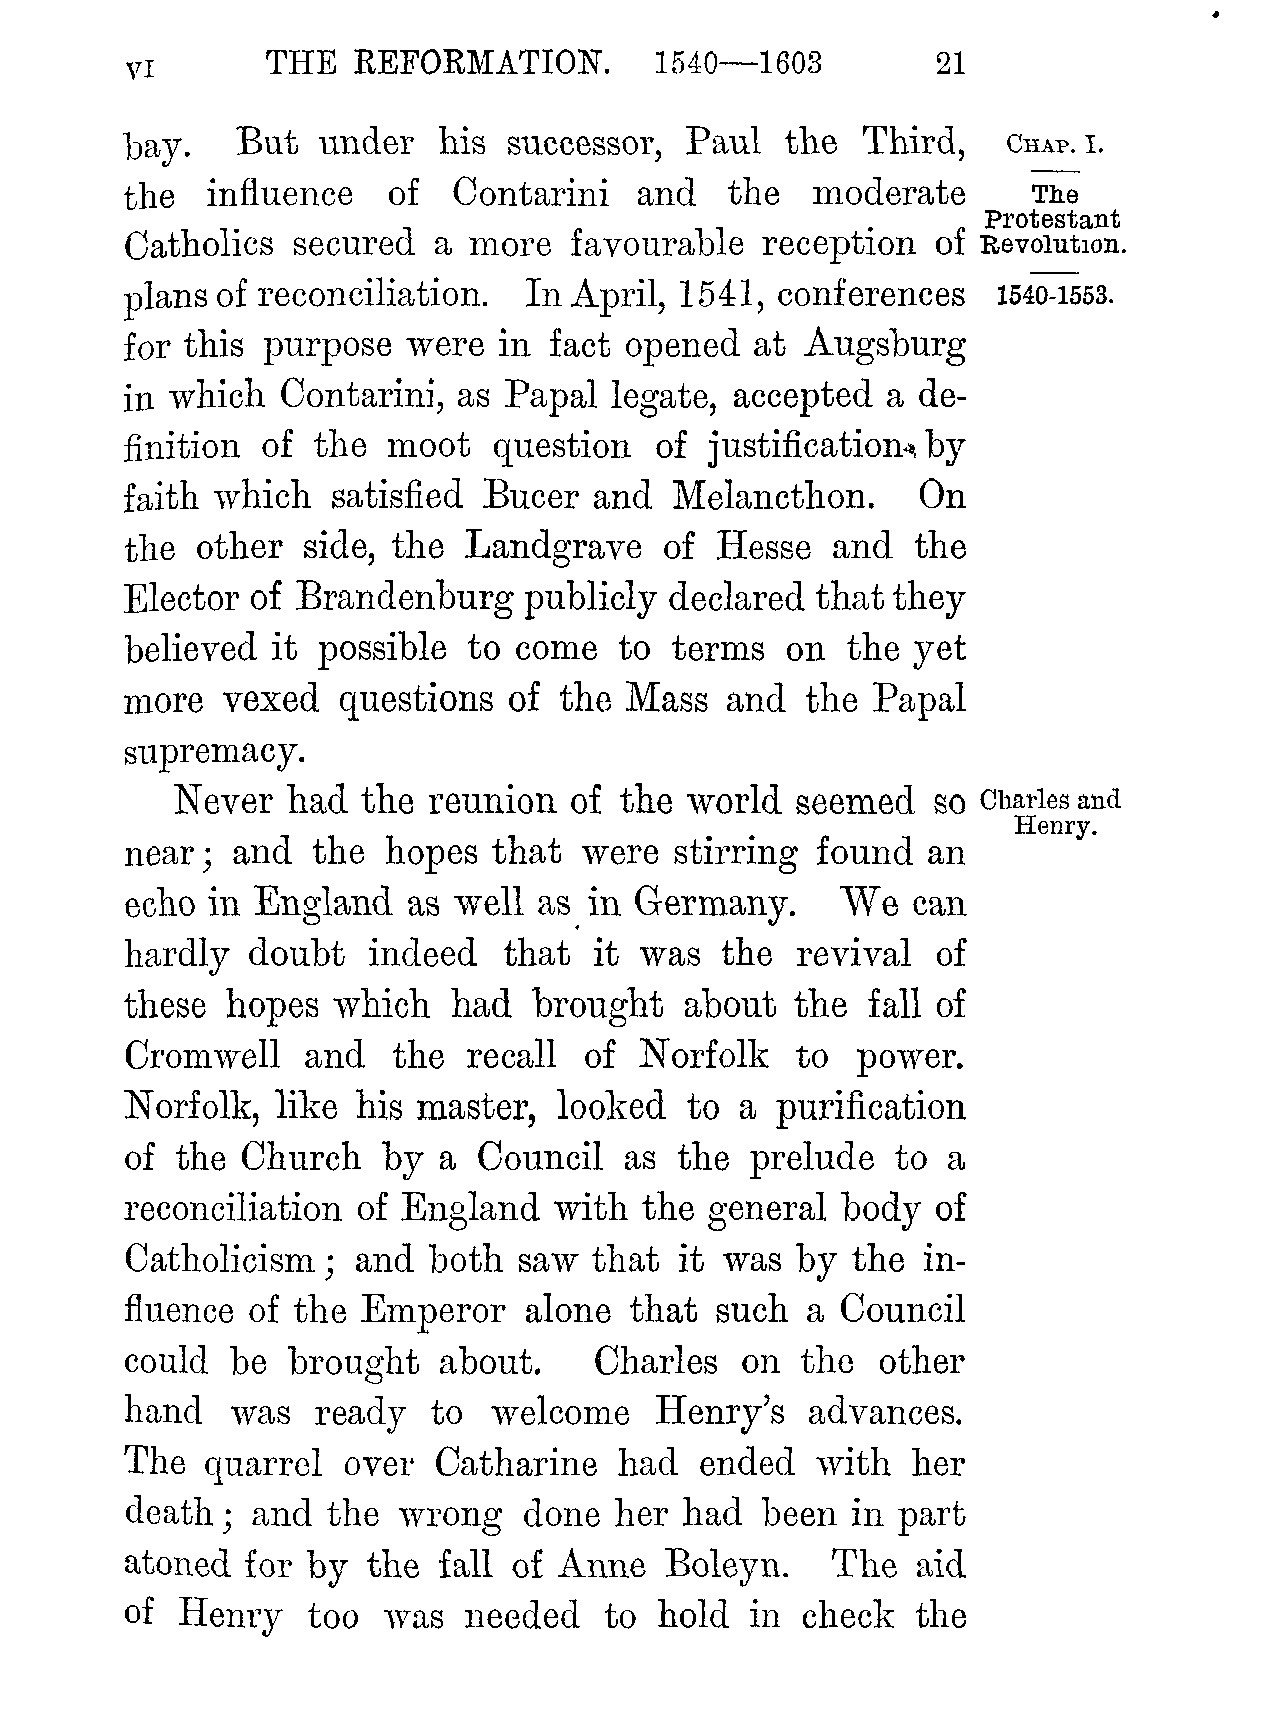 VI THE REFORMATION. 1540—1603 21
bay. But under his successor, Paul the Third,
the influence of Contarini and the moderate
Catholics secured a more favourable reception of
plans of reconciliation. In April, 1541, conferences
for this purpose were in fact opened at Augsburg
in which Contarini, as Papal legate, accepted a de-
finition of the moot question of justification by
faith which satisfied Bucer and Melancthon. On
the other side, the Landgrave of Hesse and the
Elector of Brandenburg publicly declared that they
believed it possible to come to terms on the yet
more vexed questions of the Mass and the Papal
supremacy.
CHAP. I.
The
Protestant
Revolution.
1540-1553.
Never had the reunion of the world seemed so
near; and the hopes that were stirring found an
echo in England as well as in Germany. We can
hardly doubt indeed that it was the revival of
these hopes which had brought about the fall of
Cromwell and the recall of Norfolk to power.
Norfolk, like his master, looked to a purification
of the Church by a Council as the prelude to a
reconciliation of England with the general body of
Catholicism; and both saw that it was by the in-
fluence of the Emperor alone that such a Council
could be brought about. Charles on the other
hand was ready to welcome Henry's advances.
The quarrel over Catharine had ended with her
death; and the wrong done her had been in part
atoned for by the fall of Anne Boleyn. The aid
of Henry too was needed to hold in check the
Charles and
Henry.